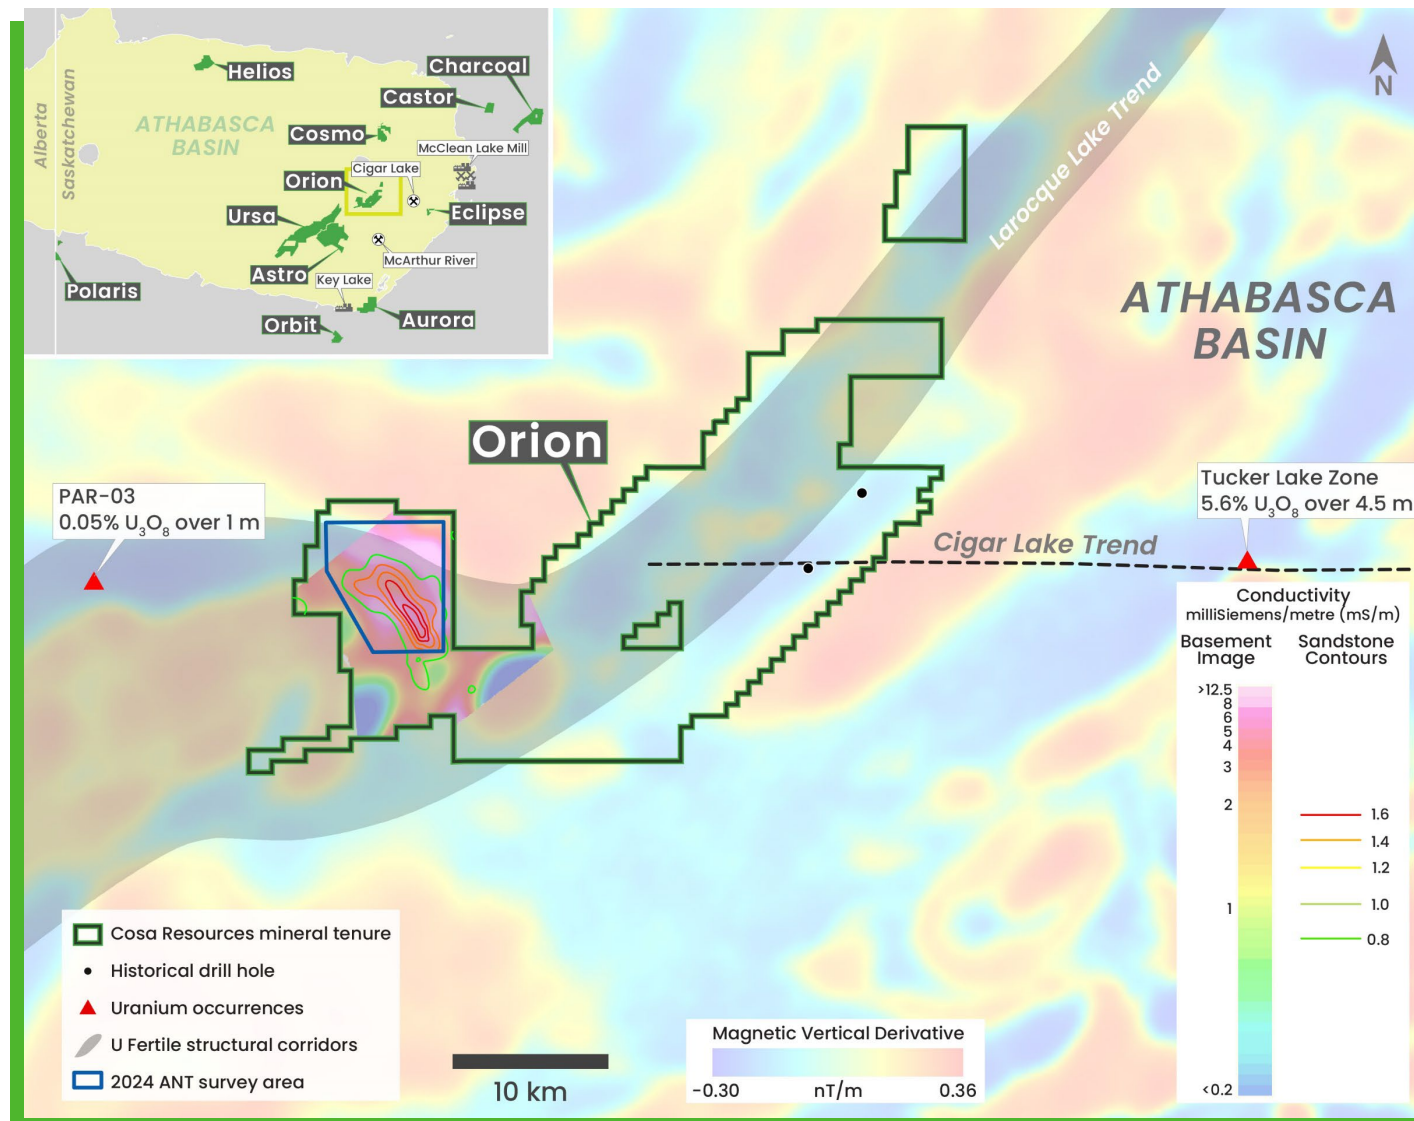 Alberta
Saskatchewan
ATHABASCA
BASIN
Helios
Charcoal
Castor
Cosmo
McClean Lake Mill
Cigar Lake
Orion
Ursa
Eclipse
McArthur River
Astro
Key Lake
Polaris
Aurora
Orbit
N
Larocque Lake Trend
ATHABASCA
BASIN
Orion
PAR-03
0.05% U₃O₈ over 1 m
Tucker Lake Zone
5.6% U₃O₈ over 4.5 m
Cigar Lake Trend
Conductivity
milliSiemens/metre (mS/m)
Basement
Image
Sandstone
Contours
>12.5
8
6
5
4
3
2
1
<0.2
1.6
1.4
1.2
1.0
0.8
Cosa Resources mineral tenure
Historical drill hole
Uranium occurrences
U Fertile structural corridors
2024 ANT survey area
10 km
Magnetic Vertical Derivative
-0.30 nT/m 0.36